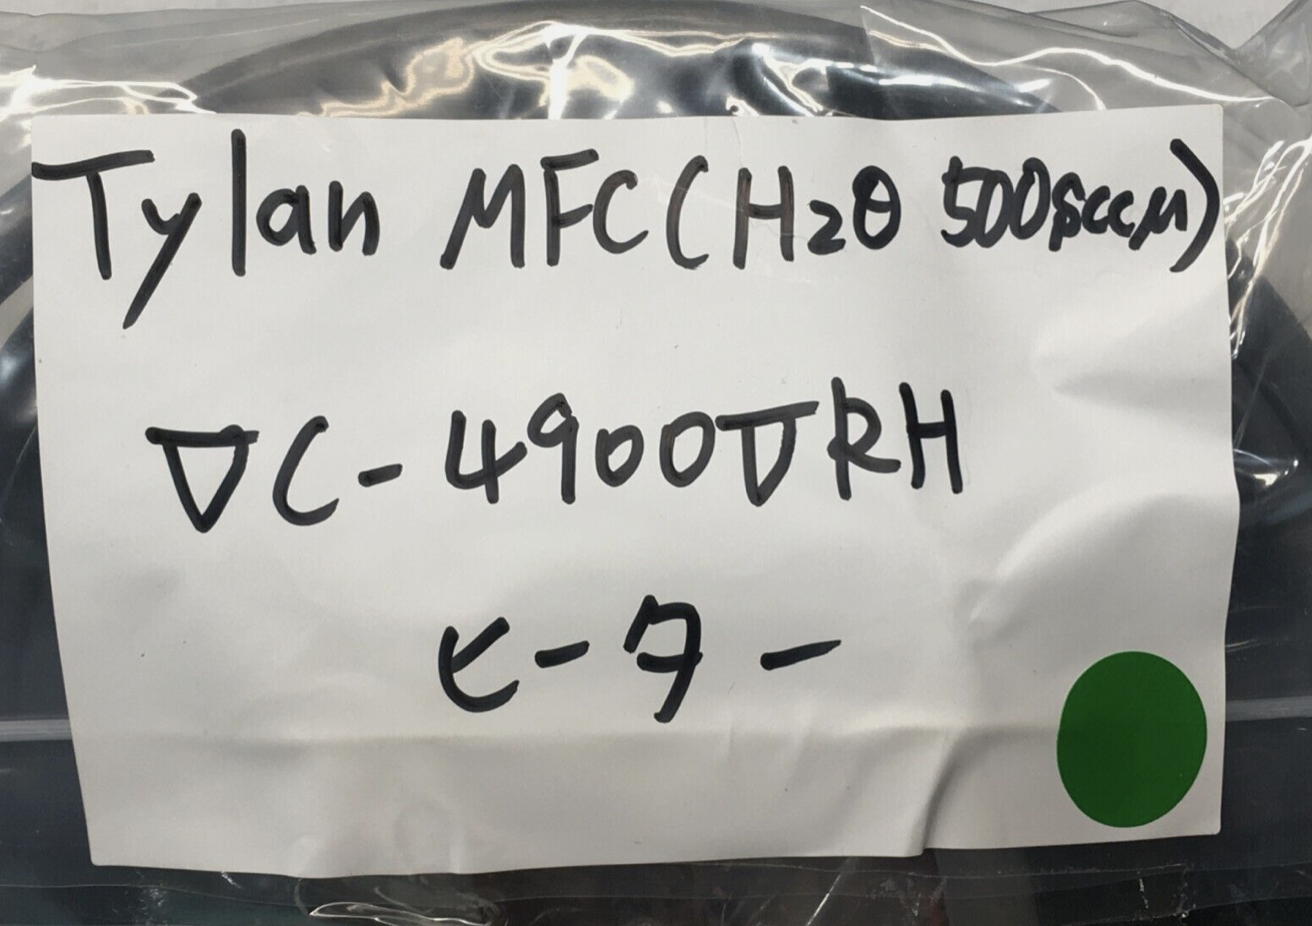 Tylan MFC (H2O 500sccM)
VC-4900VRH
ヒーター